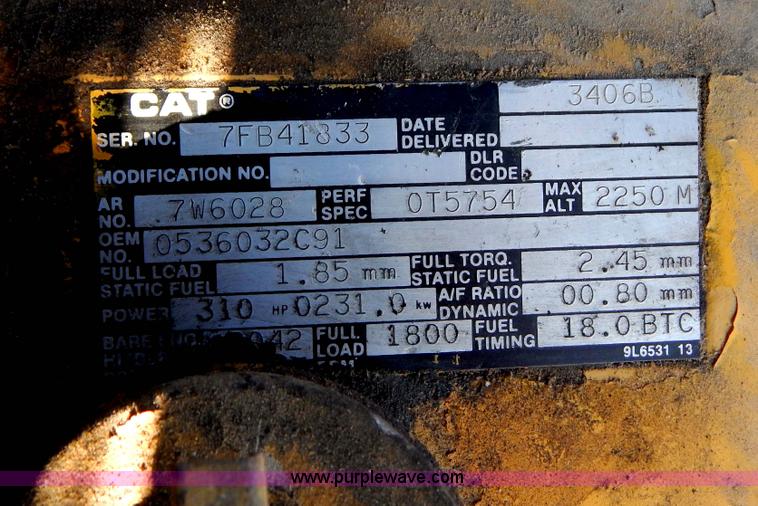 CAT® 3406B
SER. NO. 7FB41833 DATE DELIVERED
MODIFICATION NO. DLR CODE
AR NO. 7W6028 PERF SPEC 0T5754 MAX ALT 2250 M
OEM NO. 0536032C91
FULL LOAD STATIC FUEL 1.85 mm FULL TORQ. STATIC FUEL 2.45 mm
POWER 310 HP 0231.0 kw A/F RATIO DYNAMIC 00.80 mm
BARE ENG. 042 FULL LOAD 1800 FUEL TIMING 18.0 BTC
9L6531 13
www.purplewave.com